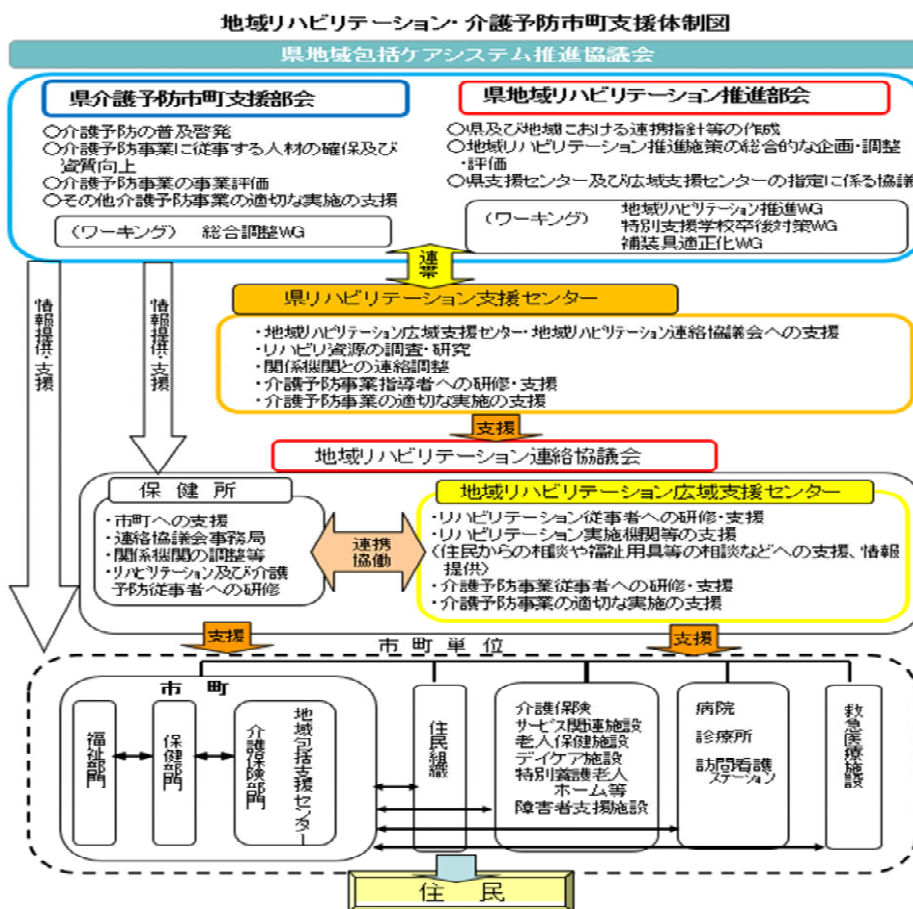 地域リハビリテーション・介護予防市町支援体制図
県地域包括ケアシステム推進協議会
県介護予防市町支援部会
○介護予防の普及啓発
○介護予防事業に従事する人材の確保及び
資質向上
○介護予防事業の事業評価
○その他介護予防事業の適切な実施の支援
(ワーキング) 総合調整WG
県地域リハビリテーション推進部会
○県及び地域における連携指針等の作成
○地域リハビリテーション推進施策の総合的な企画・調整
・評価
○県支援センター及び広域支援センターの指定に係る協議
(ワーキング) 地域リハビリテーション推進WG
特別支援学校卒後対策WG
補装具適正化WG
連帯
情報提供・支援
情報提供・支援
県リハビリテーション支援センター
・地域リハビリテーション広域支援センター・地域リハビリテーション連絡協議会への支援
・リハビリ資源の調査・研究
・関係機関との連絡調整
・介護予防事業指導者への研修・支援
・介護予防事業の適切な実施の支援
支援
地域リハビリテーション連絡協議会
保健所
・市町への支援
・連絡協議会事務局
・関係機関の調整等
・リハビリテーション及び介護
予防従事者への研修
連携
協働
地域リハビリテーション広域支援センター
・リハビリテーション従事者への研修・支援
・リハビリテーション実施機関等の支援
(住民からの相談や福祉用具等の相談などへの支援、情報
提供)
・介護予防事業従事者への研修・支援
・介護予防事業の適切な実施の支援
支援
支援
市町単位
市町
福祉部門
保健部門
介護保険部門
地域包括支援センター
住民組織
介護保険
サービス関連施設
老人保健施設
デイケア施設
特別養護老人
ホーム等
障害者支援施設
病院
診療所
訪問看護
ステーション
救急医療施設
住民